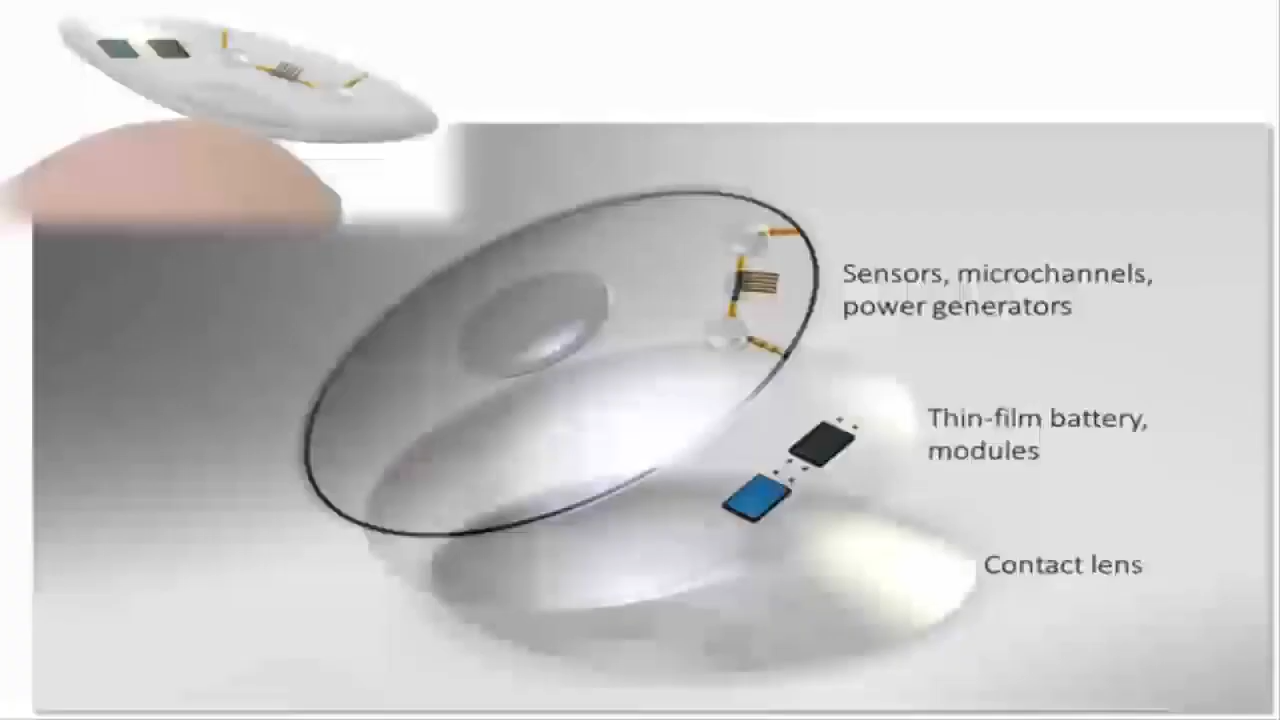 Sensors, microchannels,
power generators
Thin-film battery,
modules
Contact lens